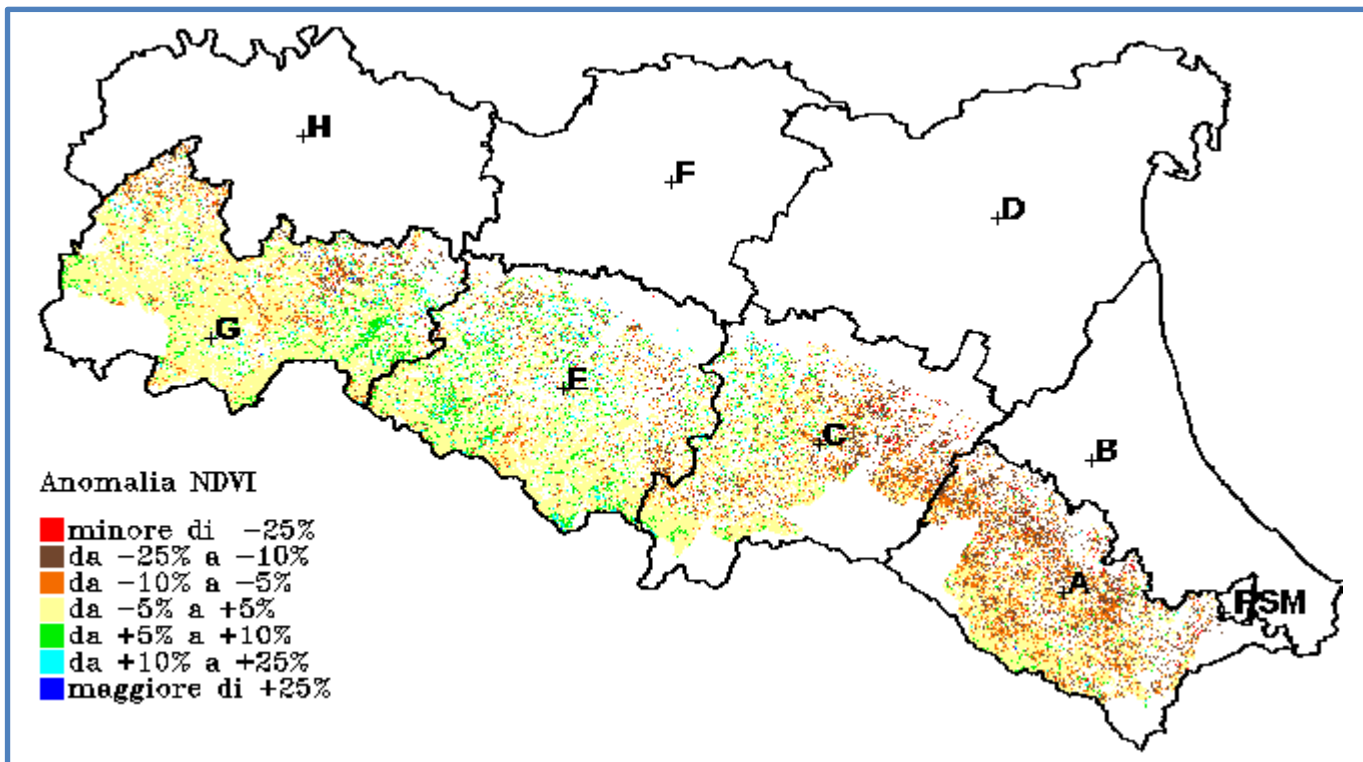 H
F
D
G
E
C
B
A
RSM
Anomalia NDVI
minore di -25%
da -25% a -10%
da -10% a -5%
da -5% a +5%
da +5% a +10%
da +10% a +25%
maggiore di +25%